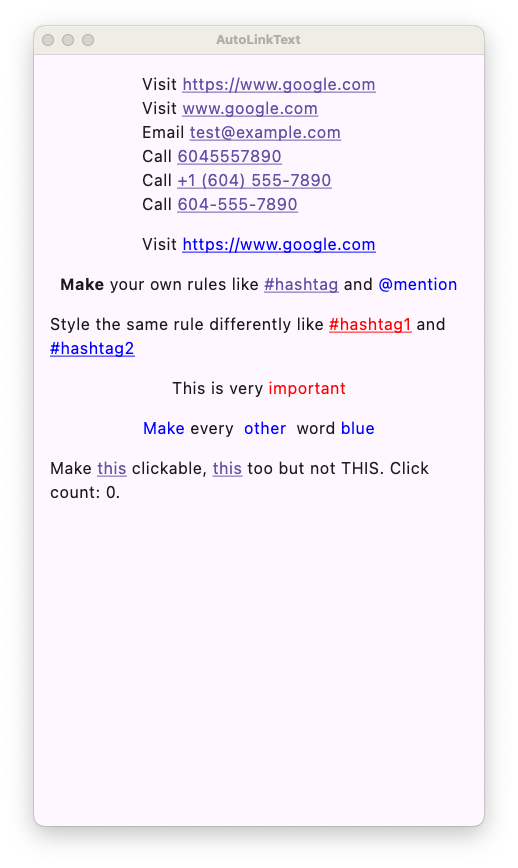 AutoLinkText
Visit https://www.google.com
Visit www.google.com
Email test@example.com
Call 6045557890
Call +1 (604) 555-7890
Call 604-555-7890
Visit https://www.google.com
Make your own rules like #hashtag and @mention
Style the same rule differently like #hashtag1 and
#hashtag2
This is very important
Make every  other  word blue
Make this clickable, this too but not THIS. Click
count: 0.